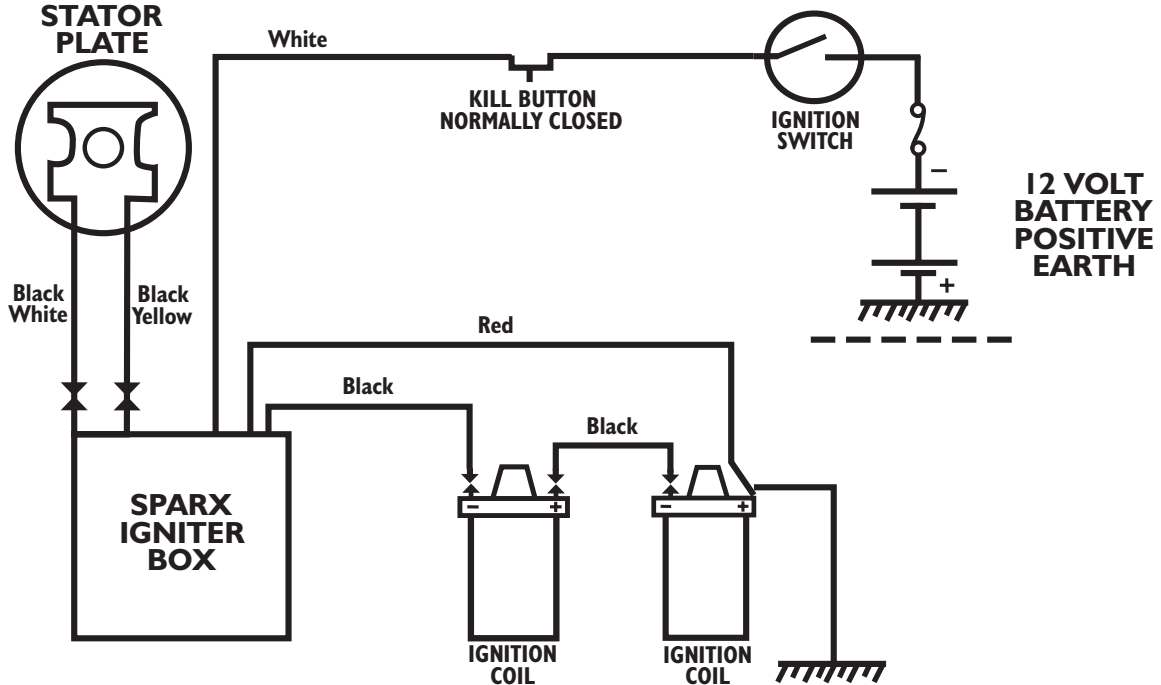 STATOR
PLATE
White
KILL BUTTON
NORMALLY CLOSED
IGNITION
SWITCH
−
12 VOLT
BATTERY
POSITIVE
EARTH
+
Black
White
Black
Yellow
Red
Black
Black
SPARX
IGNITER
BOX
− +
− +
IGNITION
COIL
IGNITION
COIL